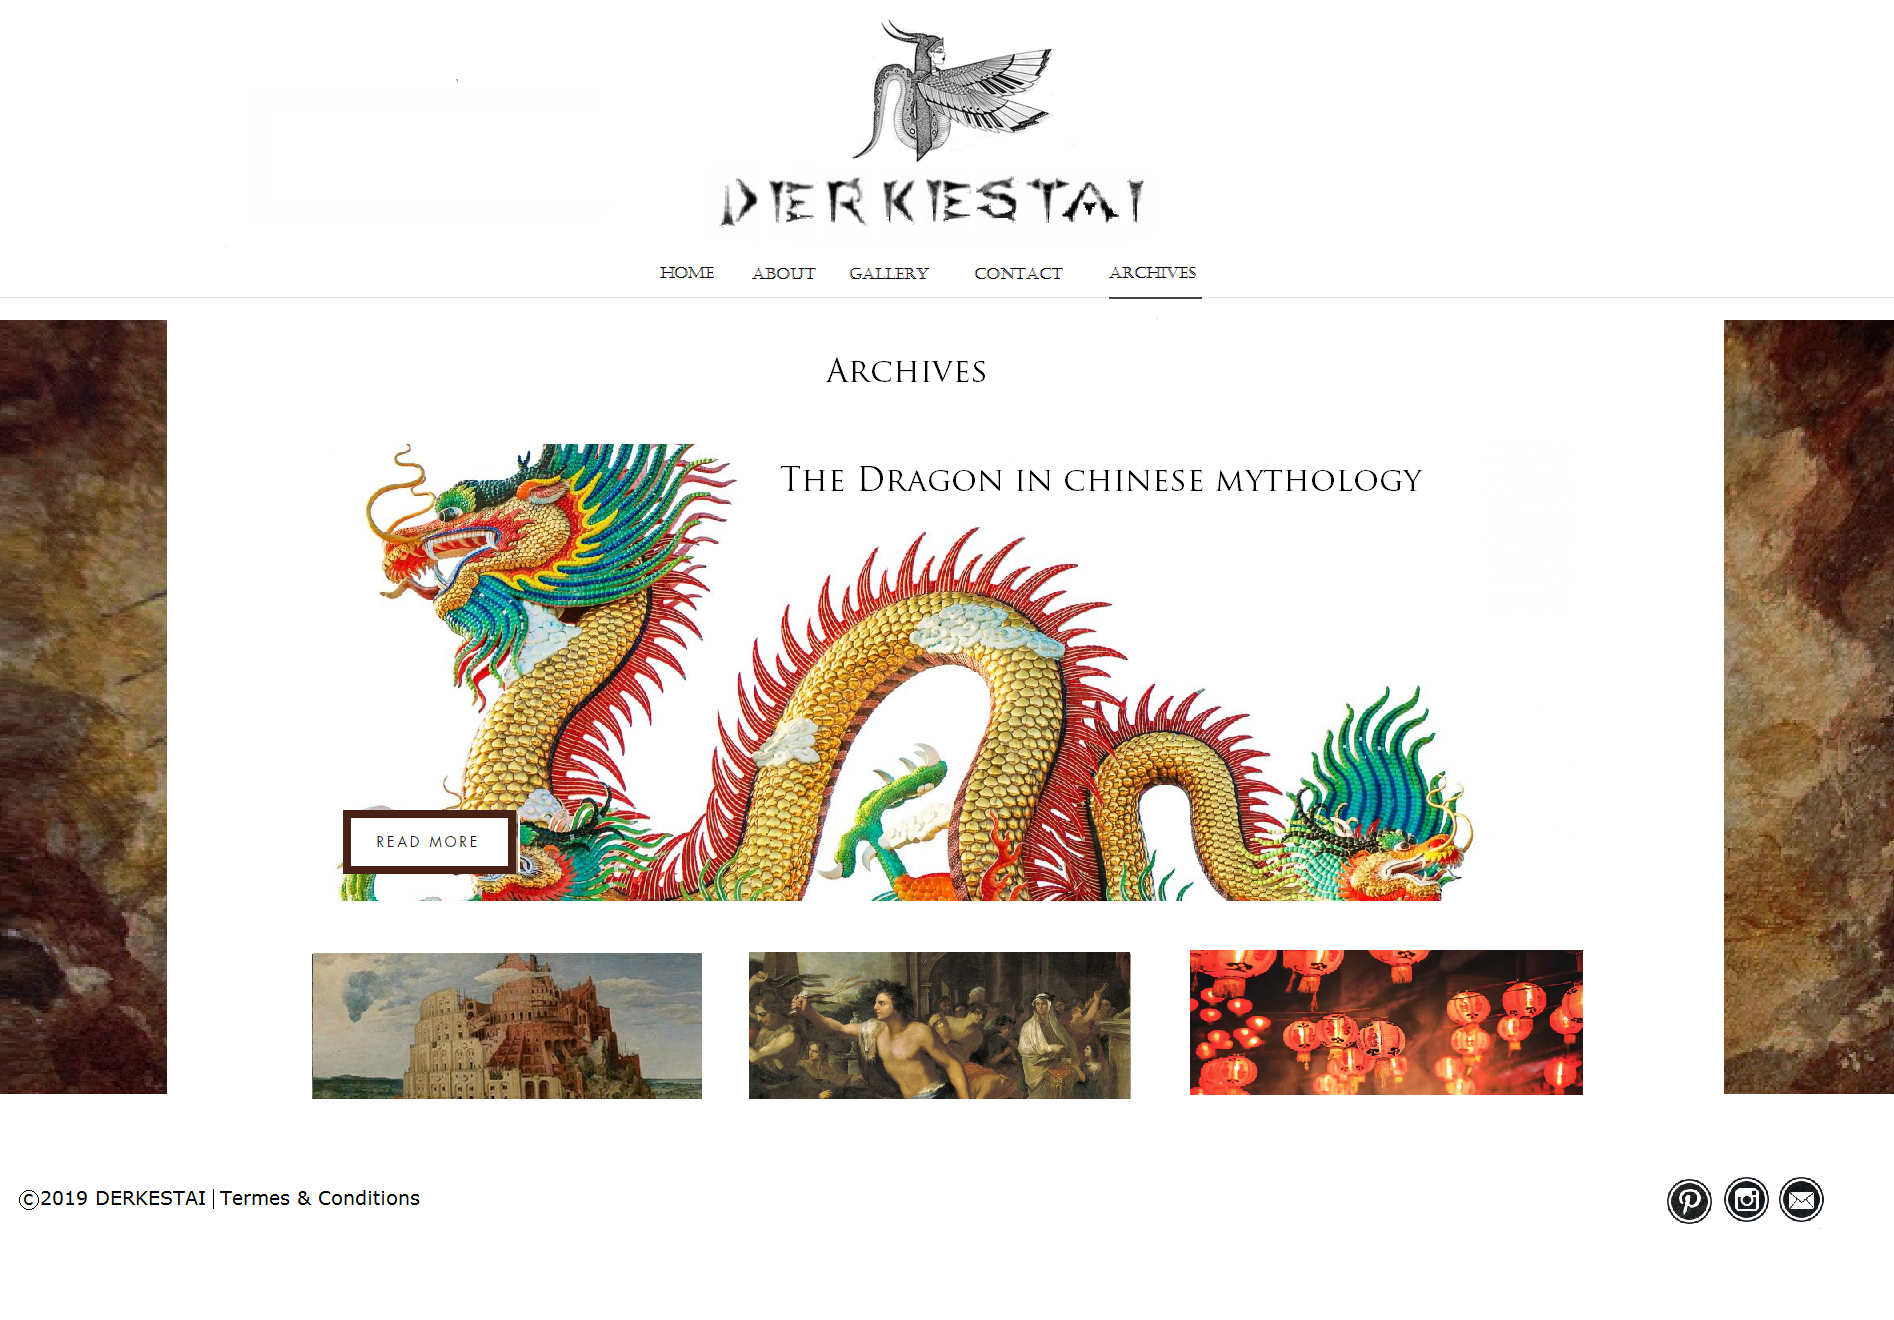 DERKESTAI
HOME ABOUT GALLERY CONTACT ARCHIVES
ARCHIVES
THE DRAGON IN CHINESE MYTHOLOGY
READ MORE
©2019 DERKESTAI | Termes & Conditions